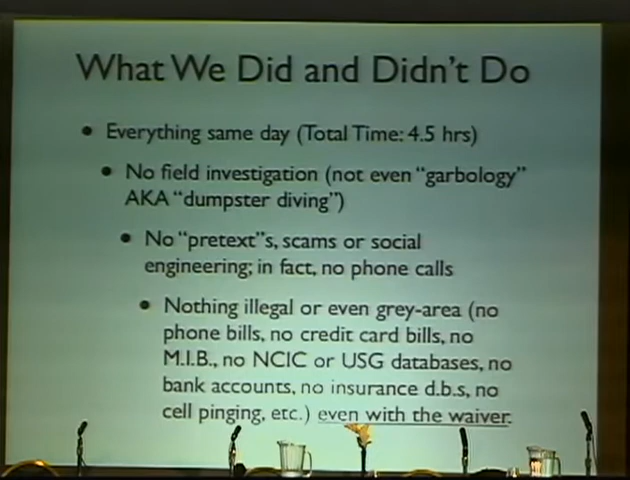 What We Did and Didn't Do
• Everything same day (Total Time: 4.5 hrs)
• No field investigation (not even "garbology"
AKA "dumpster diving")
• No "pretext"s, scams or social
engineering; in fact, no phone calls
• Nothing illegal or even grey-area (no
phone bills, no credit card bills, no
M.I.B., no NCIC or USG databases, no
bank accounts, no insurance d.b.s, no
cell pinging, etc.) even with the waiver.